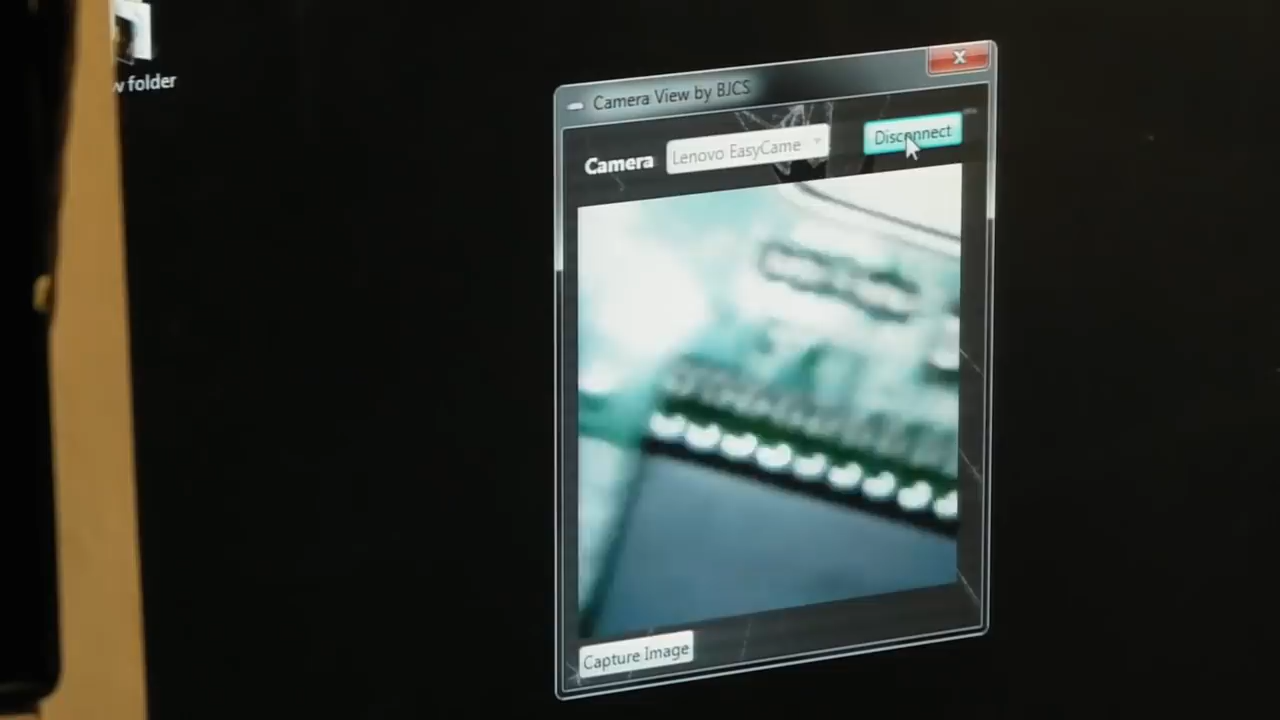 w folder
Camera View by BJCS
Camera
Lenovo EasyCame
Disconnect
Capture Image